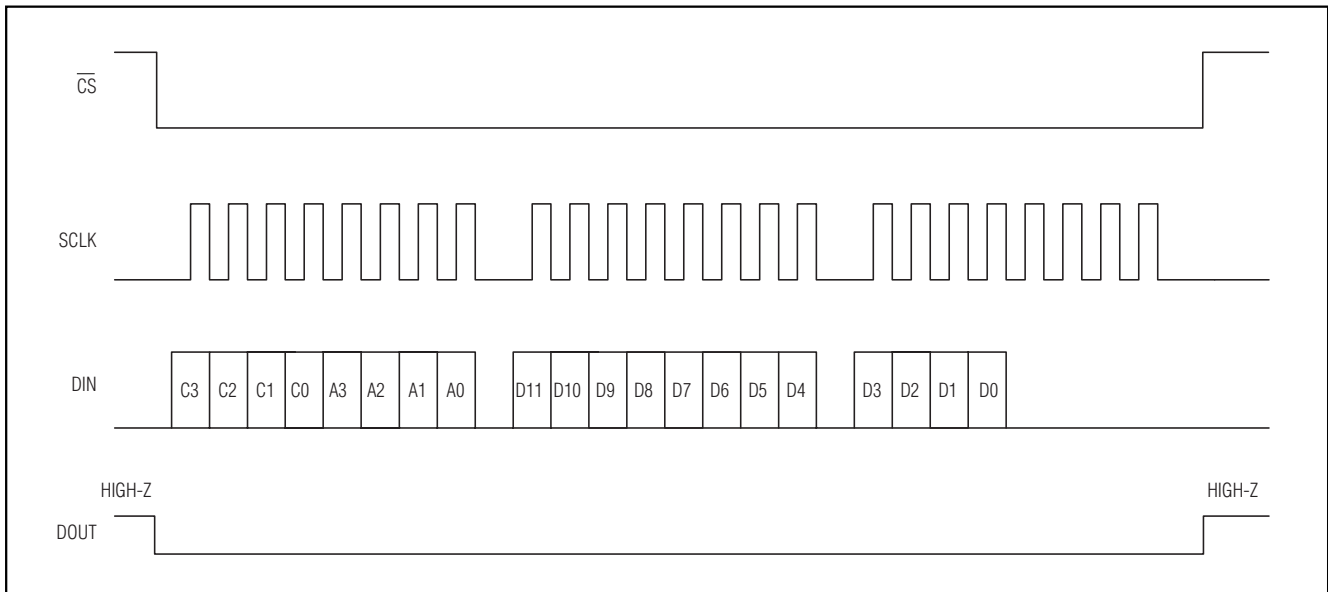 C̅S̅
SCLK
DIN
C3 C2 C1 C0 A3 A2 A1 A0 D11 D10 D9 D8 D7 D6 D5 D4 D3 D2 D1 D0
HIGH-Z HIGH-Z
DOUT